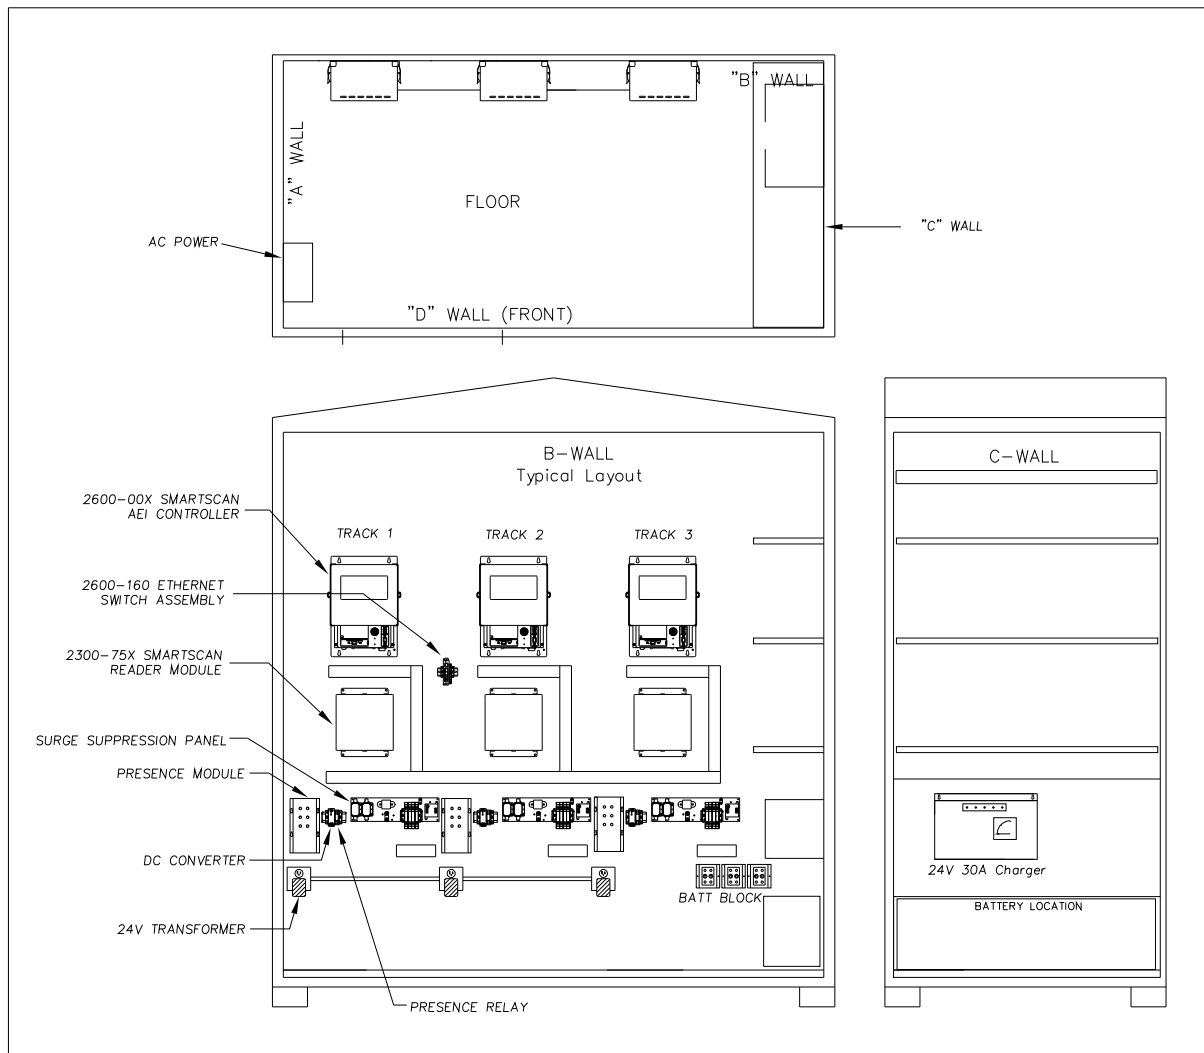 "B" WALL
"A" WALL
FLOOR
AC POWER
"C" WALL
"D" WALL (FRONT)
B-WALL
Typical Layout
C-WALL
2600-00X SMARTSCAN
AEI CONTROLLER
TRACK 1
TRACK 2
TRACK 3
2600-160 ETHERNET
SWITCH ASSEMBLY
2300-75X SMARTSCAN
READER MODULE
SURGE SUPPRESSION PANEL
PRESENCE MODULE
DC CONVERTER
24V 30A Charger
BATT BLOCK
BATTERY LOCATION
24V TRANSFORMER
PRESENCE RELAY